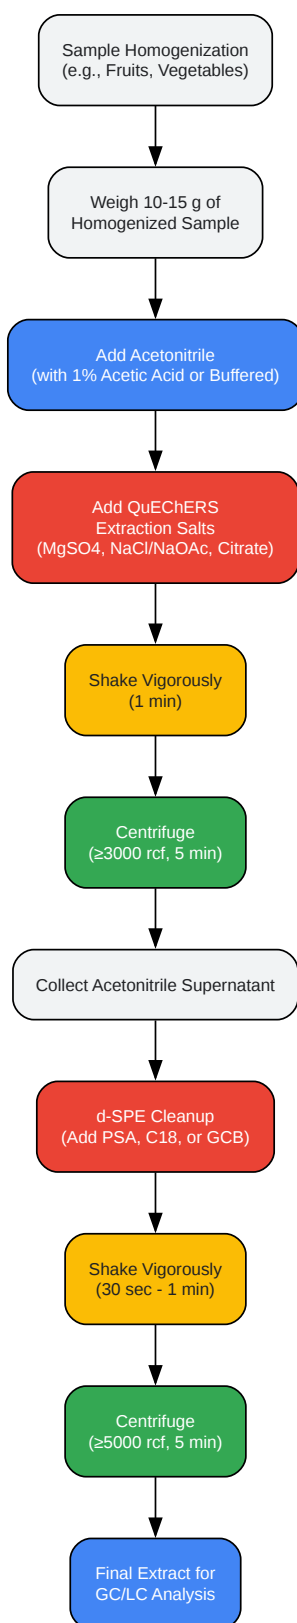 Sample Homogenization
(e.g., Fruits, Vegetables)
Weigh 10-15 g of
Homogenized Sample
Add Acetonitrile
(with 1% Acetic Acid or Buffered)
Add QuEChERS
Extraction Salts
(MgSO4, NaCl/NaOAc, Citrate)
Shake Vigorously
(1 min)
Centrifuge
(≥3000 rcf, 5 min)
Collect Acetonitrile Supernatant
d-SPE Cleanup
(Add PSA, C18, or GCB)
Shake Vigorously
(30 sec - 1 min)
Centrifuge
(≥5000 rcf, 5 min)
Final Extract for
GC/LC Analysis